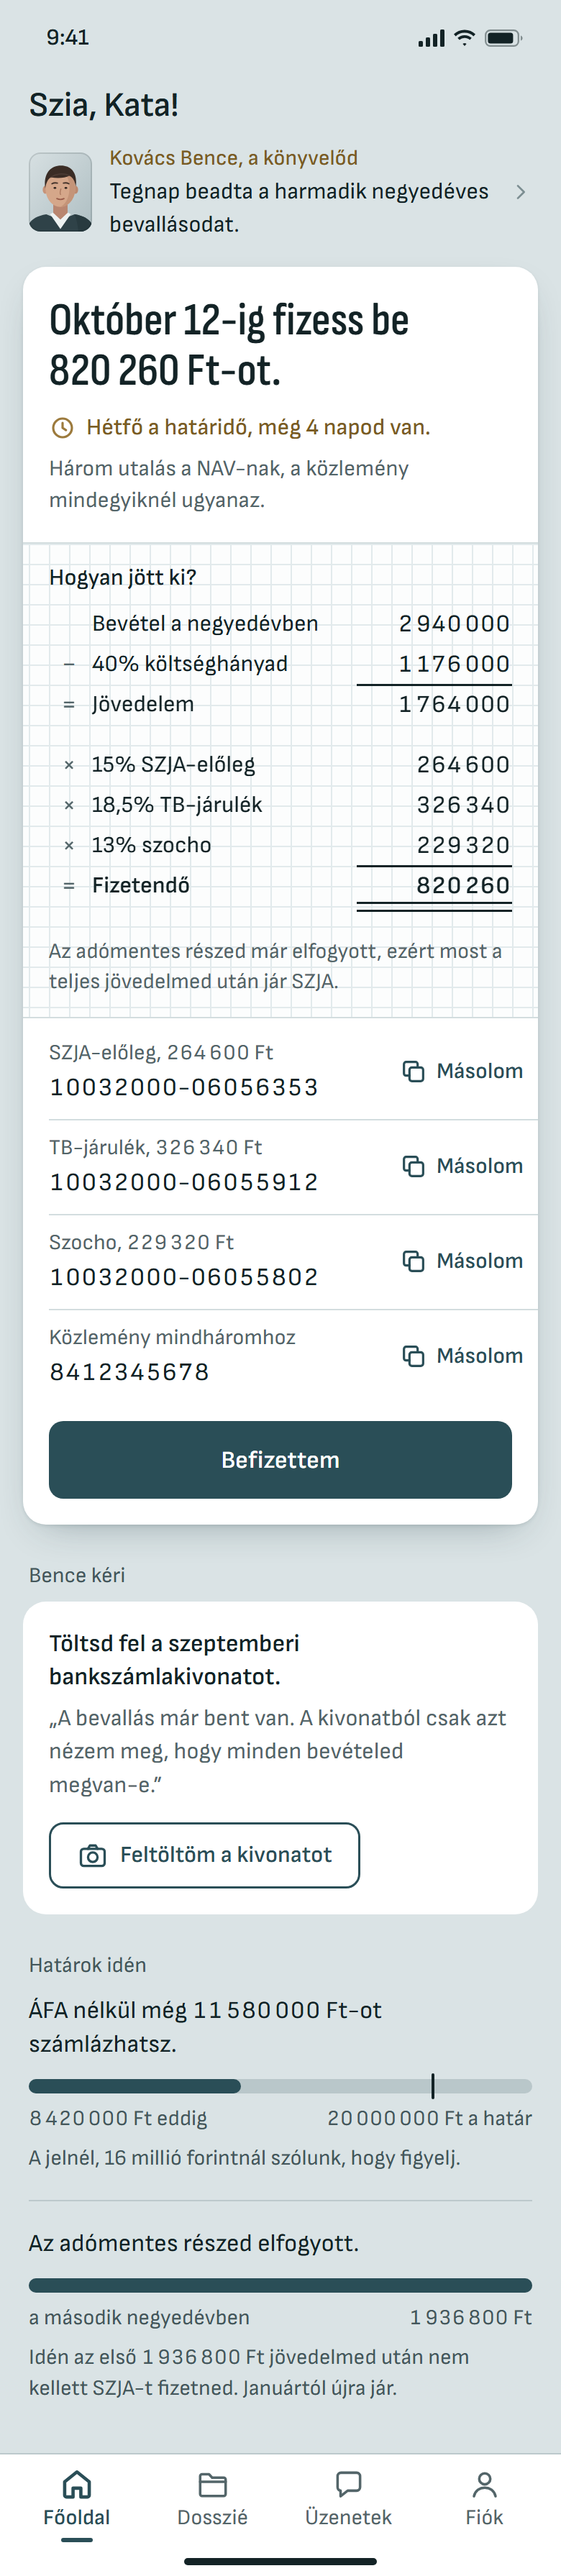 9:41
Szia, Kata!
Kovács Bence, a könyvelőd
Tegnap beadta a harmadik negyedéves
bevallásodat.
Október 12-ig fizess be
820 260 Ft-ot.
Hétfő a határidő, még 4 napod van.
Három utalás a NAV-nak, a közlemény
mindegyiknél ugyanaz.
Hogyan jött ki?
Bevétel a negyedévben 2 940 000
− 40% költséghányad 1 176 000
= Jövedelem 1 764 000
× 15% SZJA-előleg 264 600
× 18,5% TB-járulék 326 340
× 13% szocho 229 320
= Fizetendő 820 260
Az adómentes részed már elfogyott, ezért most a
teljes jövedelmed után jár SZJA.
SZJA-előleg, 264 600 Ft
10032000-06056353
Másolom
TB-járulék, 326 340 Ft
10032000-06055912
Másolom
Szocho, 229 320 Ft
10032000-06055802
Másolom
Közlemény mindháromhoz
8412345678
Másolom
Befizettem
Bence kéri
Töltsd fel a szeptemberi
bankszámlakivonatot.
„A bevallás már bent van. A kivonatból csak azt
nézem meg, hogy minden bevételed
megvan-e.”
Feltöltöm a kivonatot
Határok idén
ÁFA nélkül még 11 580 000 Ft-ot
számlázhatsz.
8 420 000 Ft eddig 20 000 000 Ft a határ
A jelnél, 16 millió forintnál szólunk, hogy figyelj.
Az adómentes részed elfogyott.
a második negyedévben 1 936 800 Ft
Idén az első 1 936 800 Ft jövedelmed után nem
kellett SZJA-t fizetned. Januártól újra jár.
Főoldal Dosszié Üzenetek Fiók